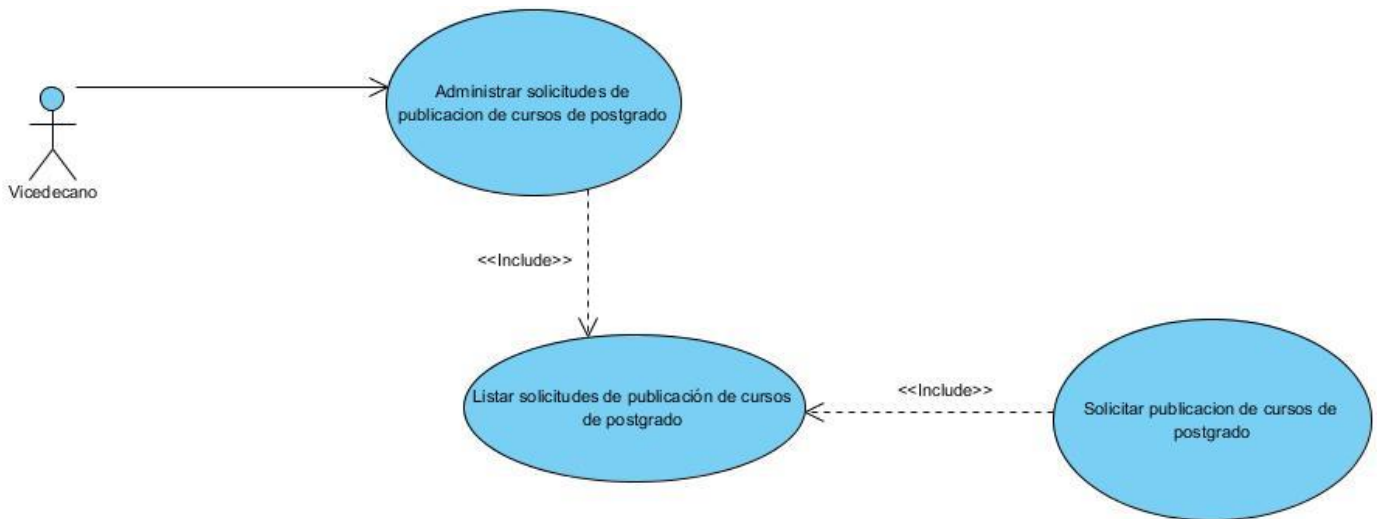 Administrar solicitudes de
publicacion de cursos de postgrado
Vicedecano
<<Include>>
Listar solicitudes de publicación de cursos
de postgrado
<<Include>>
Solicitar publicacion de cursos de
postgrado